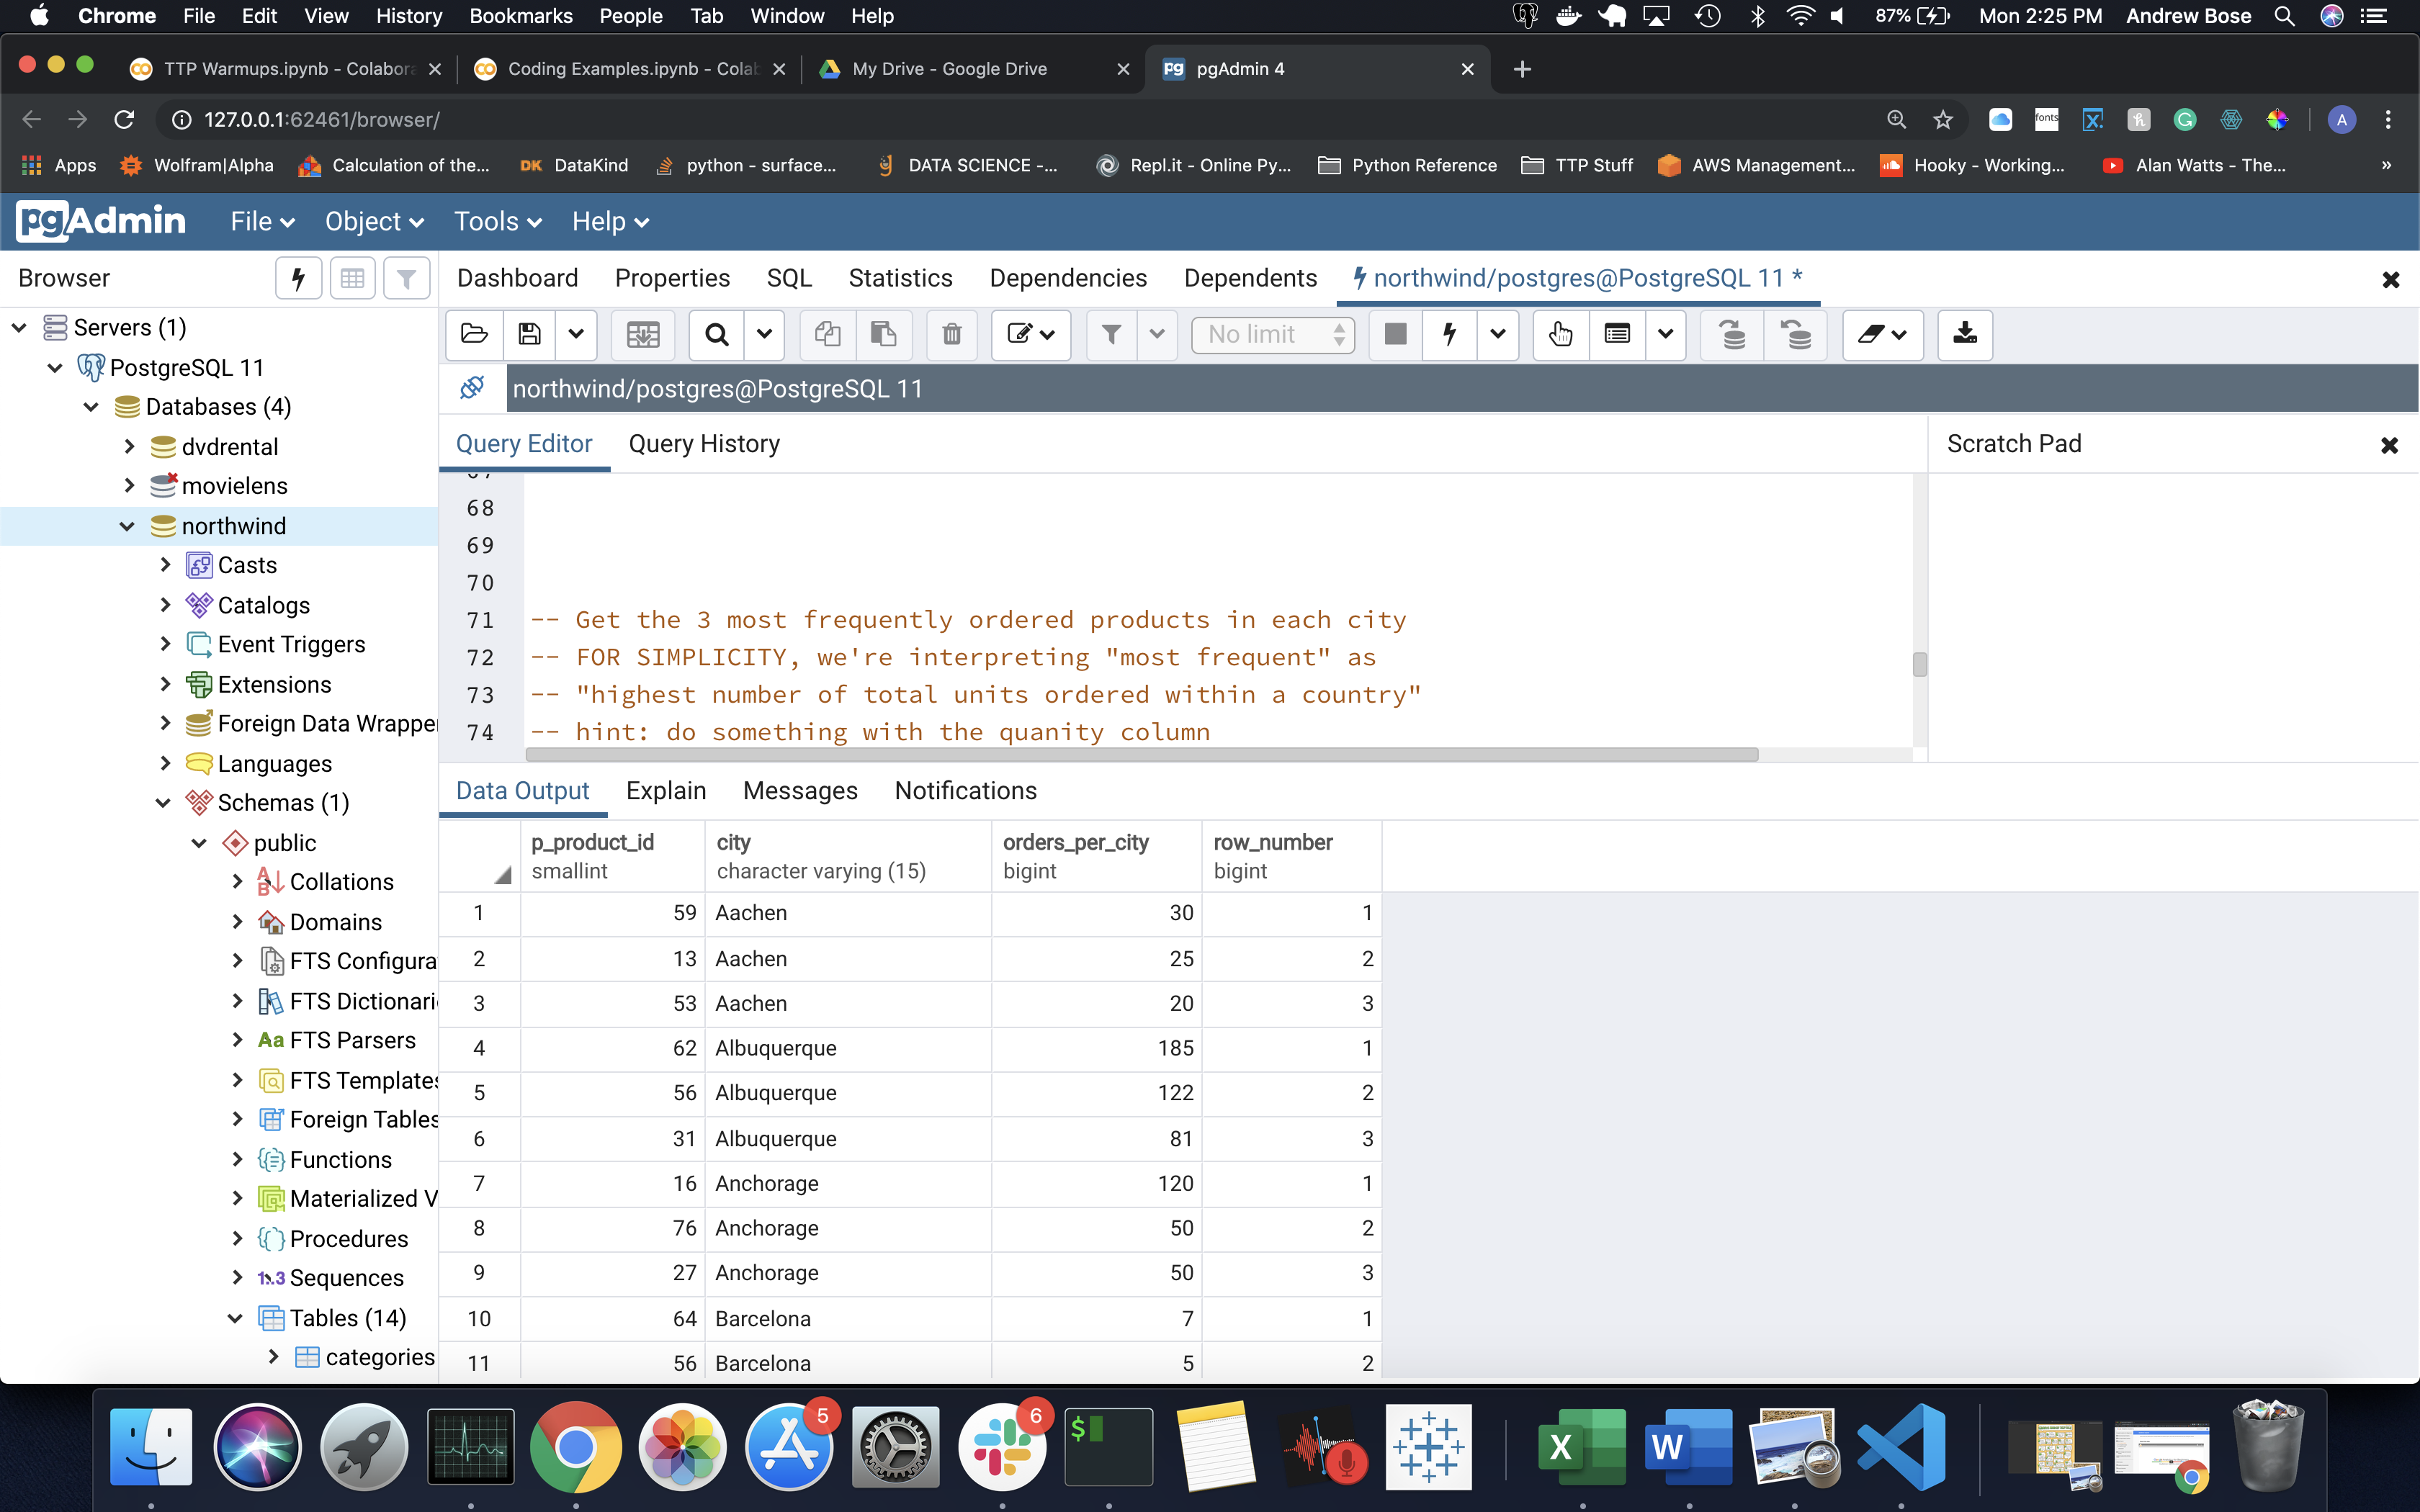 Chrome File Edit View History Bookmarks People Tab Window Help 87% Mon 2:25 PM Andrew Bose
TTP Warmups.ipynb - Colabora Coding Examples.ipynb - Colab My Drive - Google Drive pgAdmin 4
127.0.0.1:62461/browser/ fonts A
Apps Wolfram|Alpha Calculation of the... DK DataKind python - surface... DATA SCIENCE -... Repl.it - Online Py... Python Reference TTP Stuff AWS Management... Hooky - Working... Alan Watts - The... »
pgAdmin File Object Tools Help
Browser Dashboard Properties SQL Statistics Dependencies Dependents northwind/postgres@PostgreSQL 11 *
No limit
northwind/postgres@PostgreSQL 11
Query Editor Query History Scratch Pad
67
68
69
70
71 -- Get the 3 most frequently ordered products in each city
72 -- FOR SIMPLICITY, we're interpreting "most frequent" as
73 -- "highest number of total units ordered within a country"
74 -- hint: do something with the quanity column
Servers (1)
PostgreSQL 11
Databases (4)
dvdrental
movielens
northwind
Casts
Catalogs
Event Triggers
Extensions
Foreign Data Wrapper
Languages
Schemas (1)
public
Collations
Domains
FTS Configura
FTS Dictionari
FTS Parsers
FTS Templates
Foreign Tables
Functions
Materialized V
Procedures
Sequences
Tables (14)
categories
Data Output Explain Messages Notifications
p_product_id city orders_per_city row_number
smallint character varying (15) bigint bigint
1 59 Aachen 30 1
2 13 Aachen 25 2
3 53 Aachen 20 3
4 62 Albuquerque 185 1
5 56 Albuquerque 122 2
6 31 Albuquerque 81 3
7 16 Anchorage 120 1
8 76 Anchorage 50 2
9 27 Anchorage 50 3
10 64 Barcelona 7 1
11 56 Barcelona 5 2
5 6 $ X W